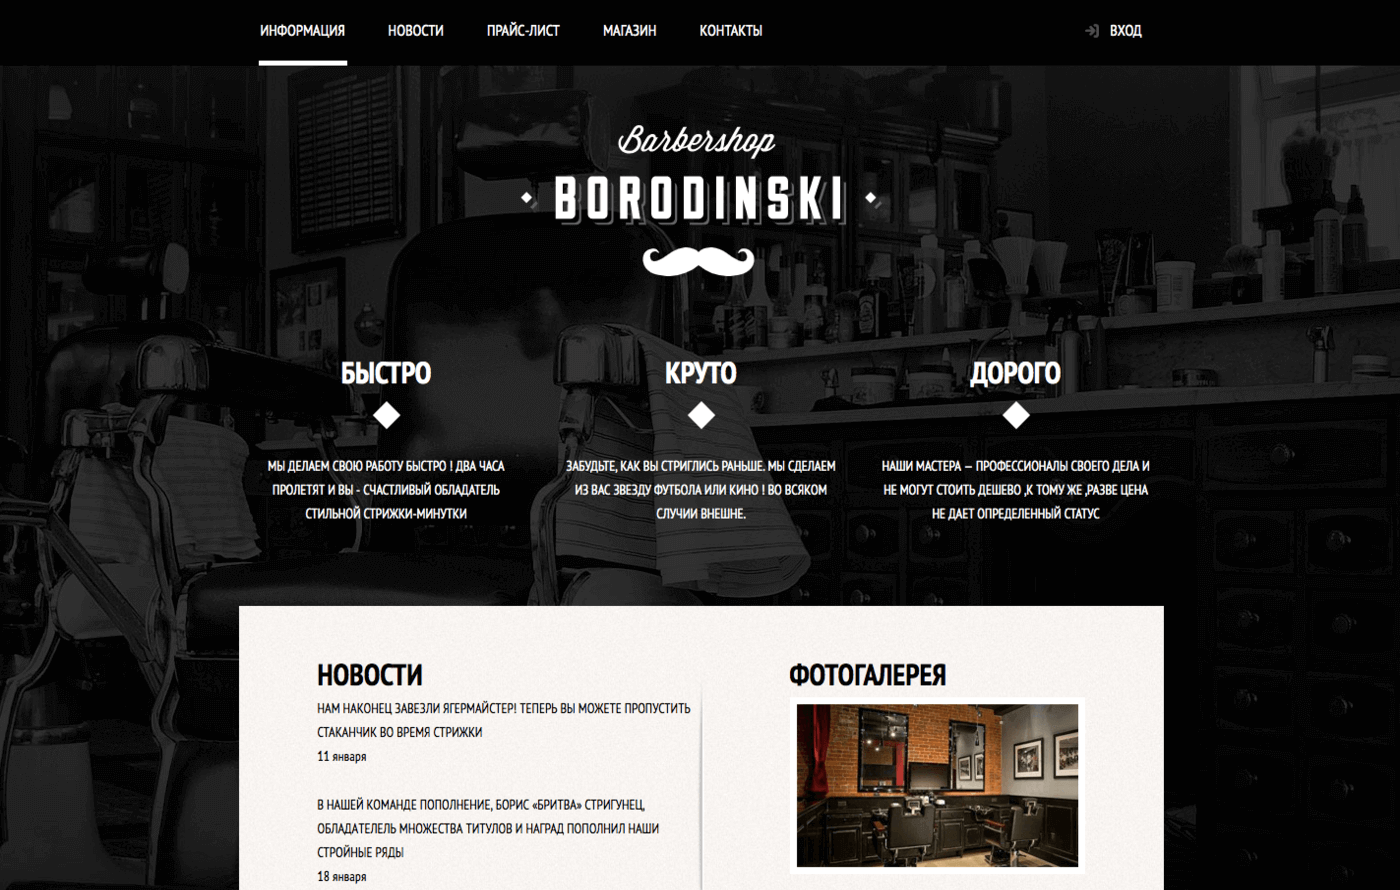 ИНФОРМАЦИЯ НОВОСТИ ПРАЙС-ЛИСТ МАГАЗИН КОНТАКТЫ ВХОД
Barbershop
BORODINSKI
БЫСТРО
МЫ ДЕЛАЕМ СВОЮ РАБОТУ БЫСТРО ! ДВА ЧАСА
ПРОЛЕТЯТ И ВЫ - СЧАСТЛИВЫЙ ОБЛАДАТЕЛЬ
СТИЛЬНОЙ СТРИЖКИ-МИНУТКИ
КРУТО
ЗАБУДЬТЕ, КАК ВЫ СТРИГЛИСЬ РАНЬШЕ. МЫ СДЕЛАЕМ
ИЗ ВАС ЗВЕЗДУ ФУТБОЛА ИЛИ КИНО ! ВО ВСЯКОМ
СЛУЧИИ ВНЕШНЕ.
ДОРОГО
НАШИ МАСТЕРА — ПРОФЕССИОНАЛЫ СВОЕГО ДЕЛА И
НЕ МОГУТ СТОИТЬ ДЕШЕВО ,К ТОМУ ЖЕ ,РАЗВЕ ЦЕНА
НЕ ДАЕТ ОПРЕДЕЛЕННЫЙ СТАТУС
НОВОСТИ
НАМ НАКОНЕЦ ЗАВЕЗЛИ ЯГЕРМАЙСТЕР! ТЕПЕРЬ ВЫ МОЖЕТЕ ПРОПУСТИТЬ
СТАКАНЧИК ВО ВРЕМЯ СТРИЖКИ
11 января
В НАШЕЙ КОМАНДЕ ПОПОЛНЕНИЕ, БОРИС «БРИТВА» СТРИГУНЕЦ,
ОБЛАДАТЕЛЕЛЬ МНОЖЕСТВА ТИТУЛОВ И НАГРАД ПОПОЛНИЛ НАШИ
СТРОЙНЫЕ РЯДЫ
18 января
ФОТОГАЛЕРЕЯ